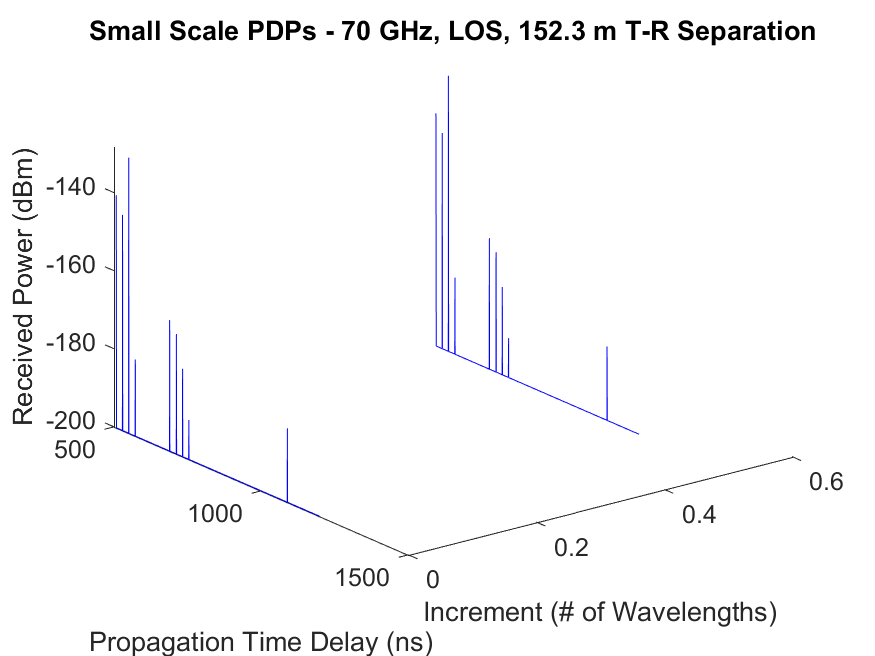 Small Scale PDPs - 70 GHz, LOS, 152.3 m T-R Separation
Received Power (dBm)
-140
-160
-180
-200
500
1000
1500
0
0.2
0.4
0.6
Increment (# of Wavelengths)
Propagation Time Delay (ns)